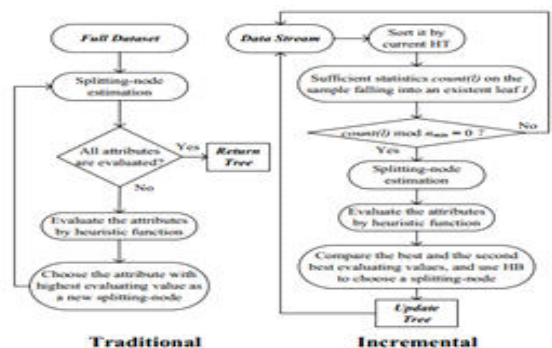 Full Dataset
Splitting-node
estimation
All attributes
are evaluated?
Yes
Return
Tree
No
Evaluate the attributes
by heuristic function
Choose the attribute with
highest evaluating value as
a new splitting-node
Traditional
Data Stream
Sort it by
current HT
Sufficient statistics count(l) on the
sample falling into an existent leaf l
count(l) mod nmin = 0 ?
No
Yes
Splitting-node
estimation
Evaluate the attributes
by heuristic function
Compare the best and the second
best evaluating values, and use HB
to choose a splitting-node
Update
Tree
Incremental